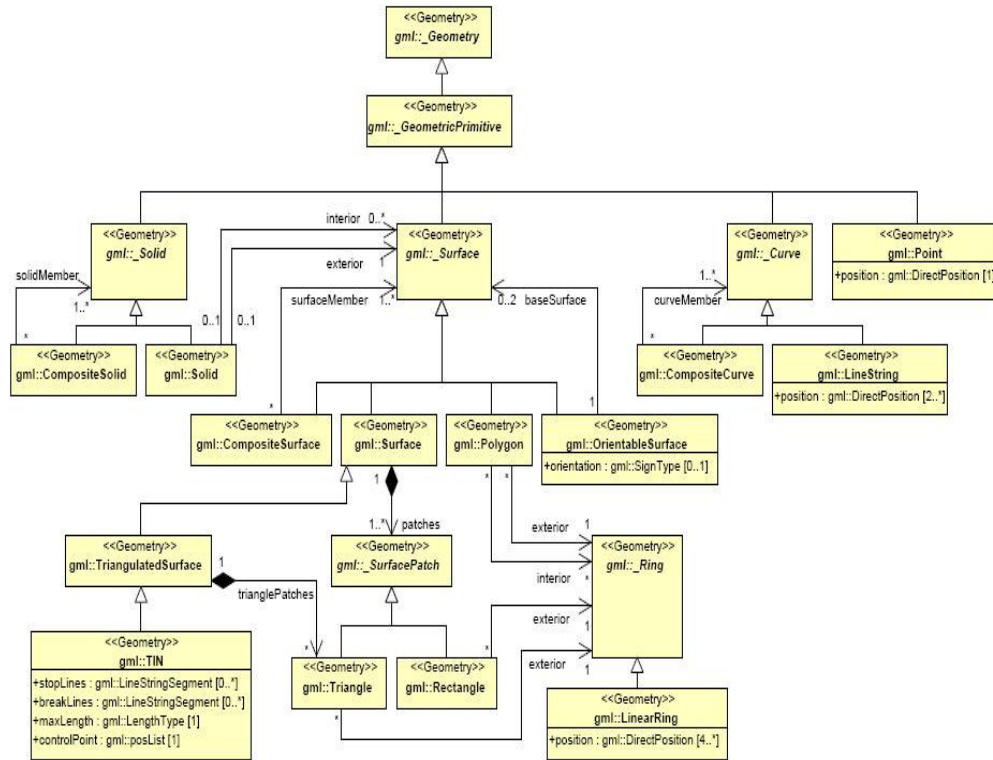 <<Geometry>>
gml::_Geometry
<<Geometry>>
gml::_GeometricPrimitive
<<Geometry>>
gml::_Solid
interior 0..*
exterior 1
<<Geometry>>
gml::_Surface
<<Geometry>>
gml::_Curve
<<Geometry>>
gml::Point
+position : gml::DirectPosition [1]
solidMember
1..*
*
0..1
0..1
surfaceMember 1..*
0..2 baseSurface
1..*
curveMember
*
<<Geometry>>
gml::CompositeSolid
<<Geometry>>
gml::Solid
<<Geometry>>
gml::CompositeCurve
<<Geometry>>
gml::LineString
+position : gml::DirectPosition [2..*]
*
1
<<Geometry>>
gml::CompositeSurface
<<Geometry>>
gml::Surface
<<Geometry>>
gml::Polygon
<<Geometry>>
gml::OrientableSurface
+orientation : gml::SignType [0..1]
1
*
*
1..* patches
exterior 1
interior *
exterior 1
exterior 1
<<Geometry>>
gml::TriangulatedSurface
1
trianglePatches
*
<<Geometry>>
gml::_SurfacePatch
<<Geometry>>
gml::_Ring
<<Geometry>>
gml::TIN
+stopLines : gml::LineStringSegment [0..*]
+breakLines : gml::LineStringSegment [0..*]
+maxLength : gml::LengthType [1]
+controlPoint : gml::posList [1]
<<Geometry>>
gml::Triangle
*
<<Geometry>>
gml::Rectangle
*
<<Geometry>>
gml::LinearRing
+position : gml::DirectPosition [4..*]